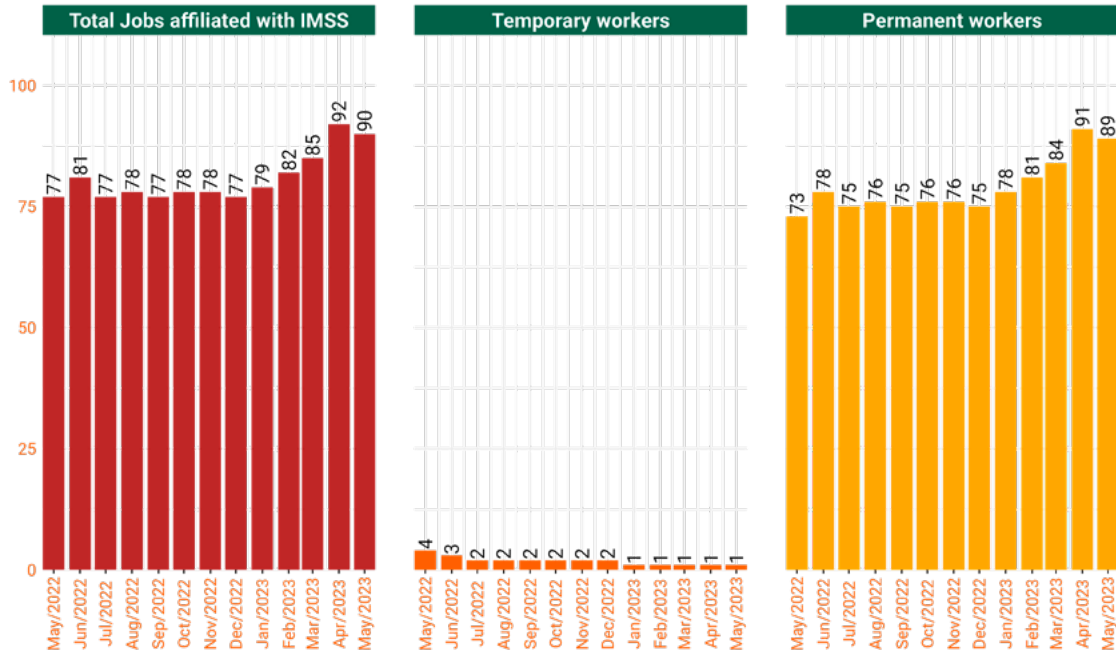 Total Jobs affiliated with IMSS
Temporary workers
Permanent workers
100
75
50
25
0
77
81
77
78
77
78
78
77
79
82
85
92
90
4
3
2
2
2
2
2
2
1
1
1
1
1
73
78
75
76
75
76
76
75
78
81
84
91
89
May/2022
Jun/2022
Jul/2022
Aug/2022
Sep/2022
Oct/2022
Nov/2022
Dec/2022
Jan/2023
Feb/2023
Mar/2023
Apr/2023
May/2023
May/2022
Jun/2022
Jul/2022
Aug/2022
Sep/2022
Oct/2022
Nov/2022
Dec/2022
Jan/2023
Feb/2023
Mar/2023
Apr/2023
May/2023
May/2022
Jun/2022
Jul/2022
Aug/2022
Sep/2022
Oct/2022
Nov/2022
Dec/2022
Jan/2023
Feb/2023
Mar/2023
Apr/2023
May/2023